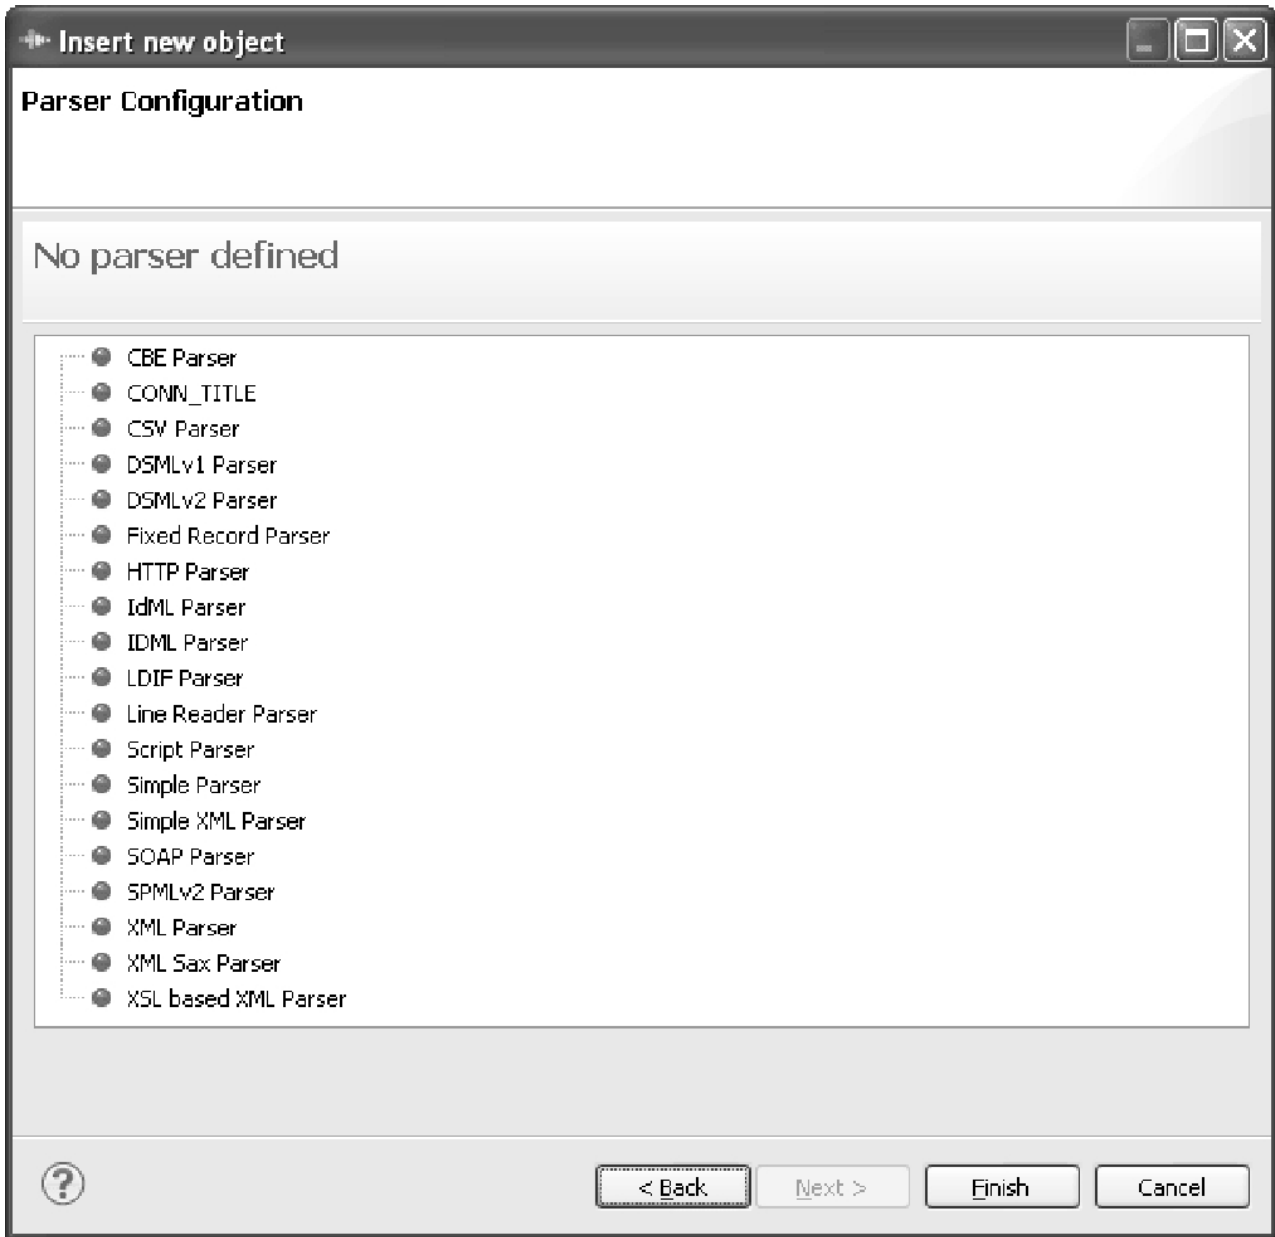 Insert new object
Parser Configuration
No parser defined
CBE Parser
CONN_TITLE
CSV Parser
DSMLv1 Parser
DSMLv2 Parser
Fixed Record Parser
HTTP Parser
IdML Parser
IDML Parser
LDIF Parser
Line Reader Parser
Script Parser
Simple Parser
Simple XML Parser
SOAP Parser
SPMLv2 Parser
XML Parser
XML Sax Parser
XSL based XML Parser
? < Back Next > Finish Cancel